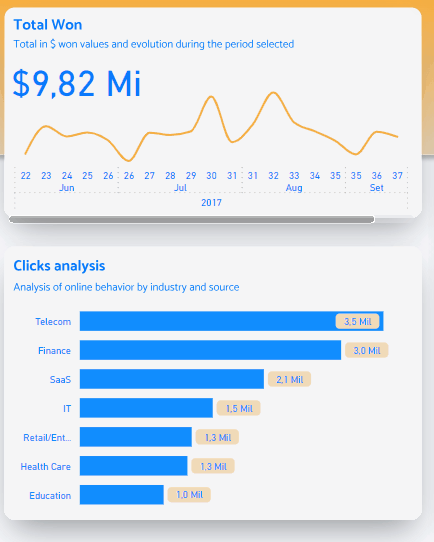 Total Won
Total in $ won values and evolution during the period selected
$9,82 Mi
22 23 24 25 26 26 27 28 29 30 31 31 32 33 34 35 35 36 37
Jun Jul Aug Set
2017
Clicks analysis
Analysis of online behavior by industry and source
Telecom 3,5 Mil
Finance 3,0 Mil
SaaS 2,1 Mil
IT 1,5 Mil
Retail/Ent... 1,3 Mil
Health Care 1,3 Mil
Education 1,0 Mil